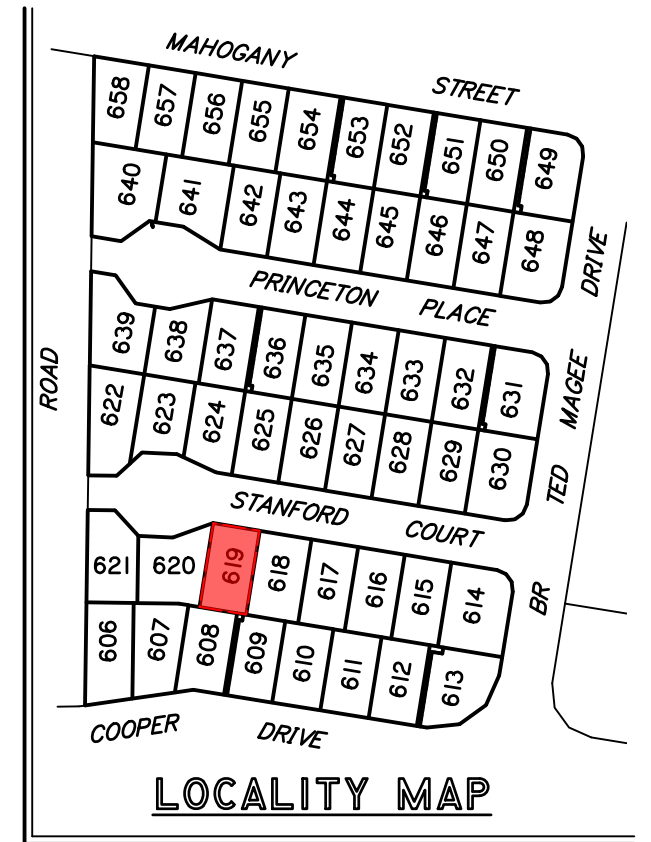 MAHOGANY STREET
658 657 656 655 654 653 652 651 650 649
640 641 642 643 644 645 646 647 648
PRINCETON PLACE
DRIVE
639 638 637 636 635 634 633 632 631
ROAD
MAGEE
622 623 624 625 626 627 628 629 630
TED
STANFORD COURT
621 620 619 618 617 616 615 614
BR
606 607 608 609 610 611 612 613
COOPER DRIVE
LOCALITY MAP